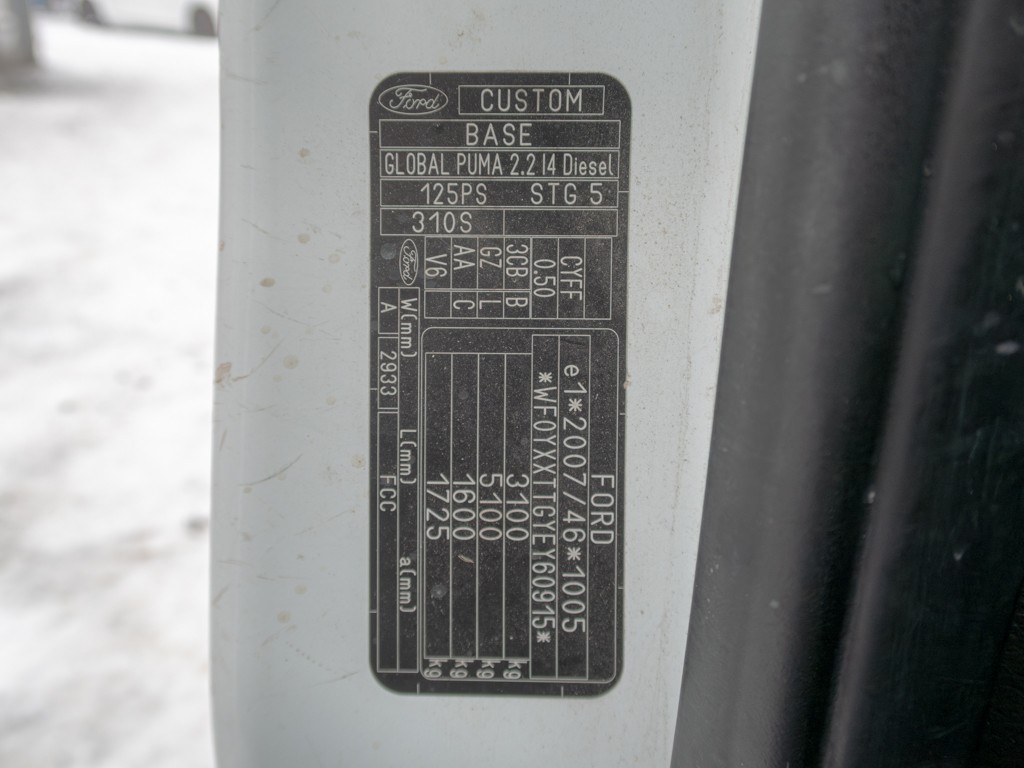 Ford CUSTOM
BASE
GLOBAL PUMA 2.2 I4 Diesel
125PS STG 5
310S
CYFF
0.50
3CB B
GZ L
AA C
V6
Ford
W(mm) L(mm) a(mm)
A 2933 FCC
FORD
e1*2007/46*1005
*WF0YXXTTGYEY60915*
3100 kg
5100 kg
1600 kg
1725 kg